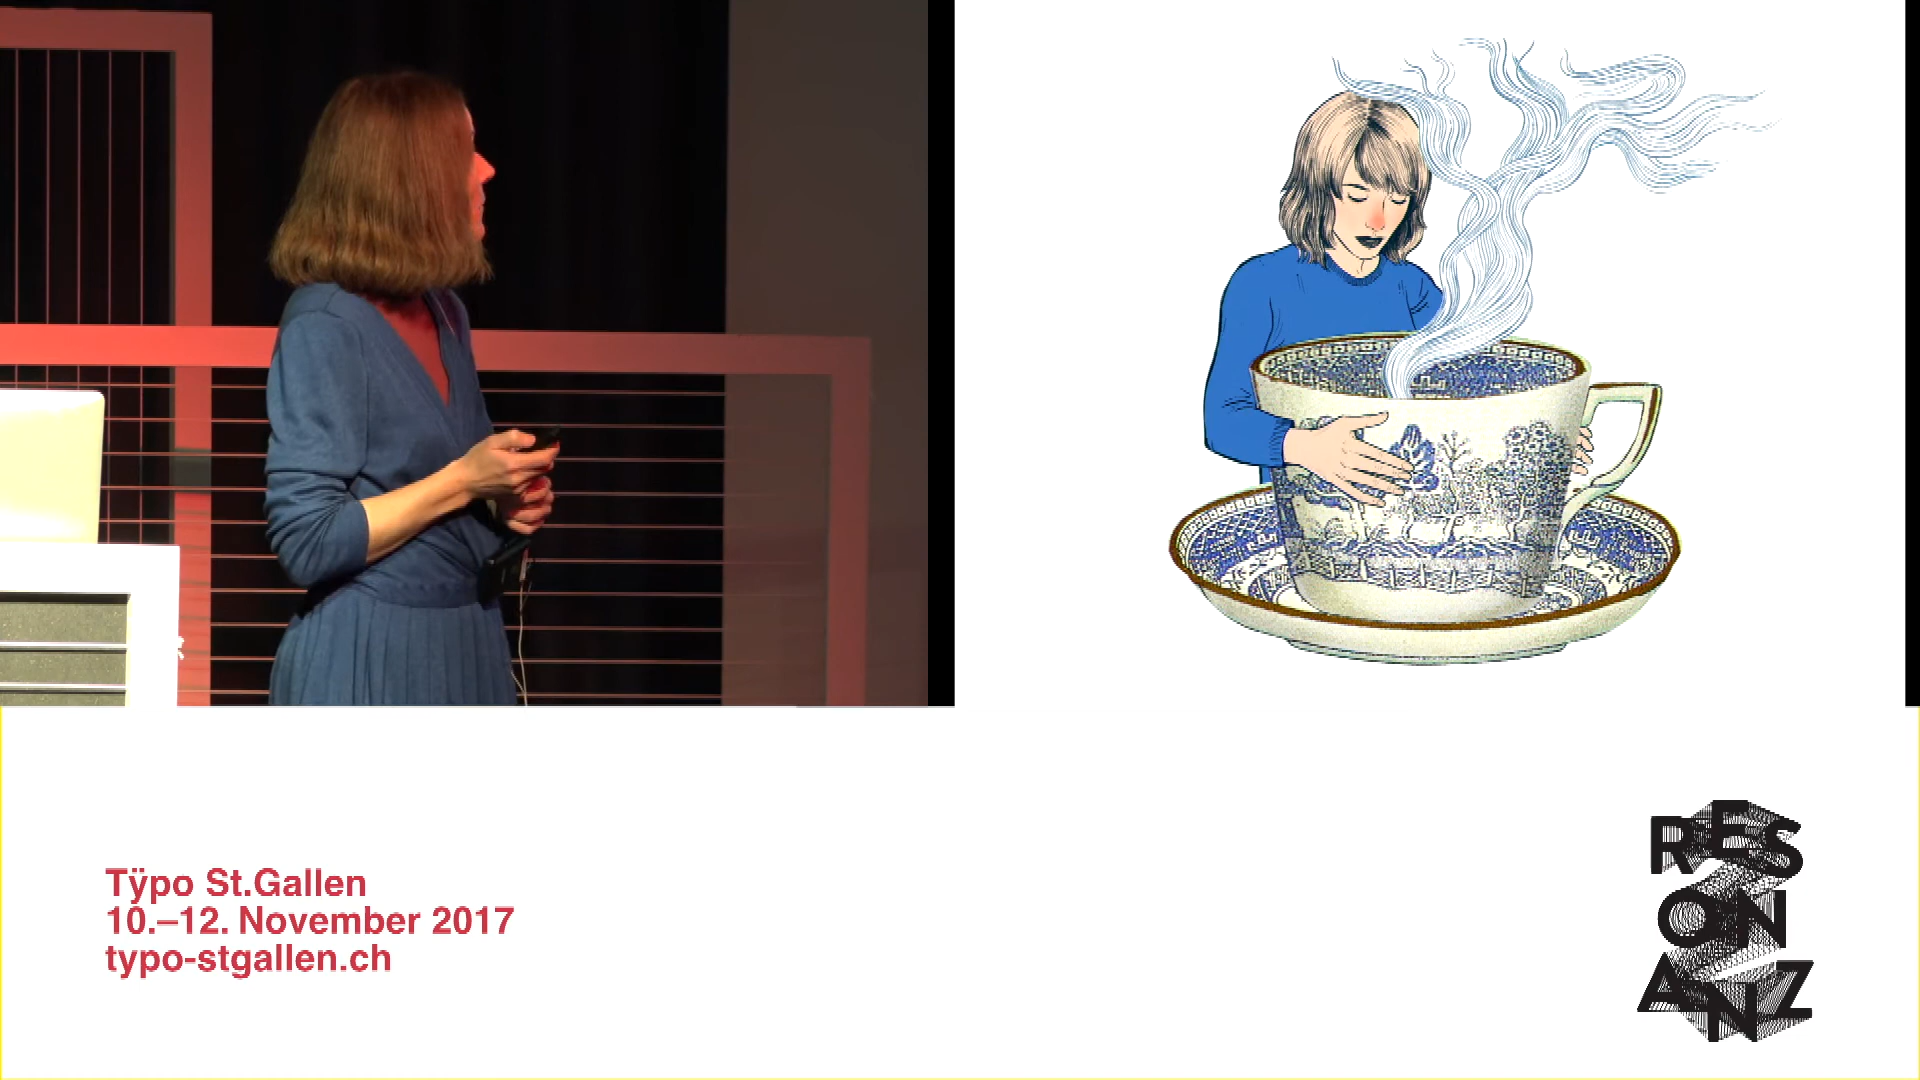 Tÿpo St.Gallen
10.–12. November 2017
typo-stgallen.ch
RES
ON
ANZ